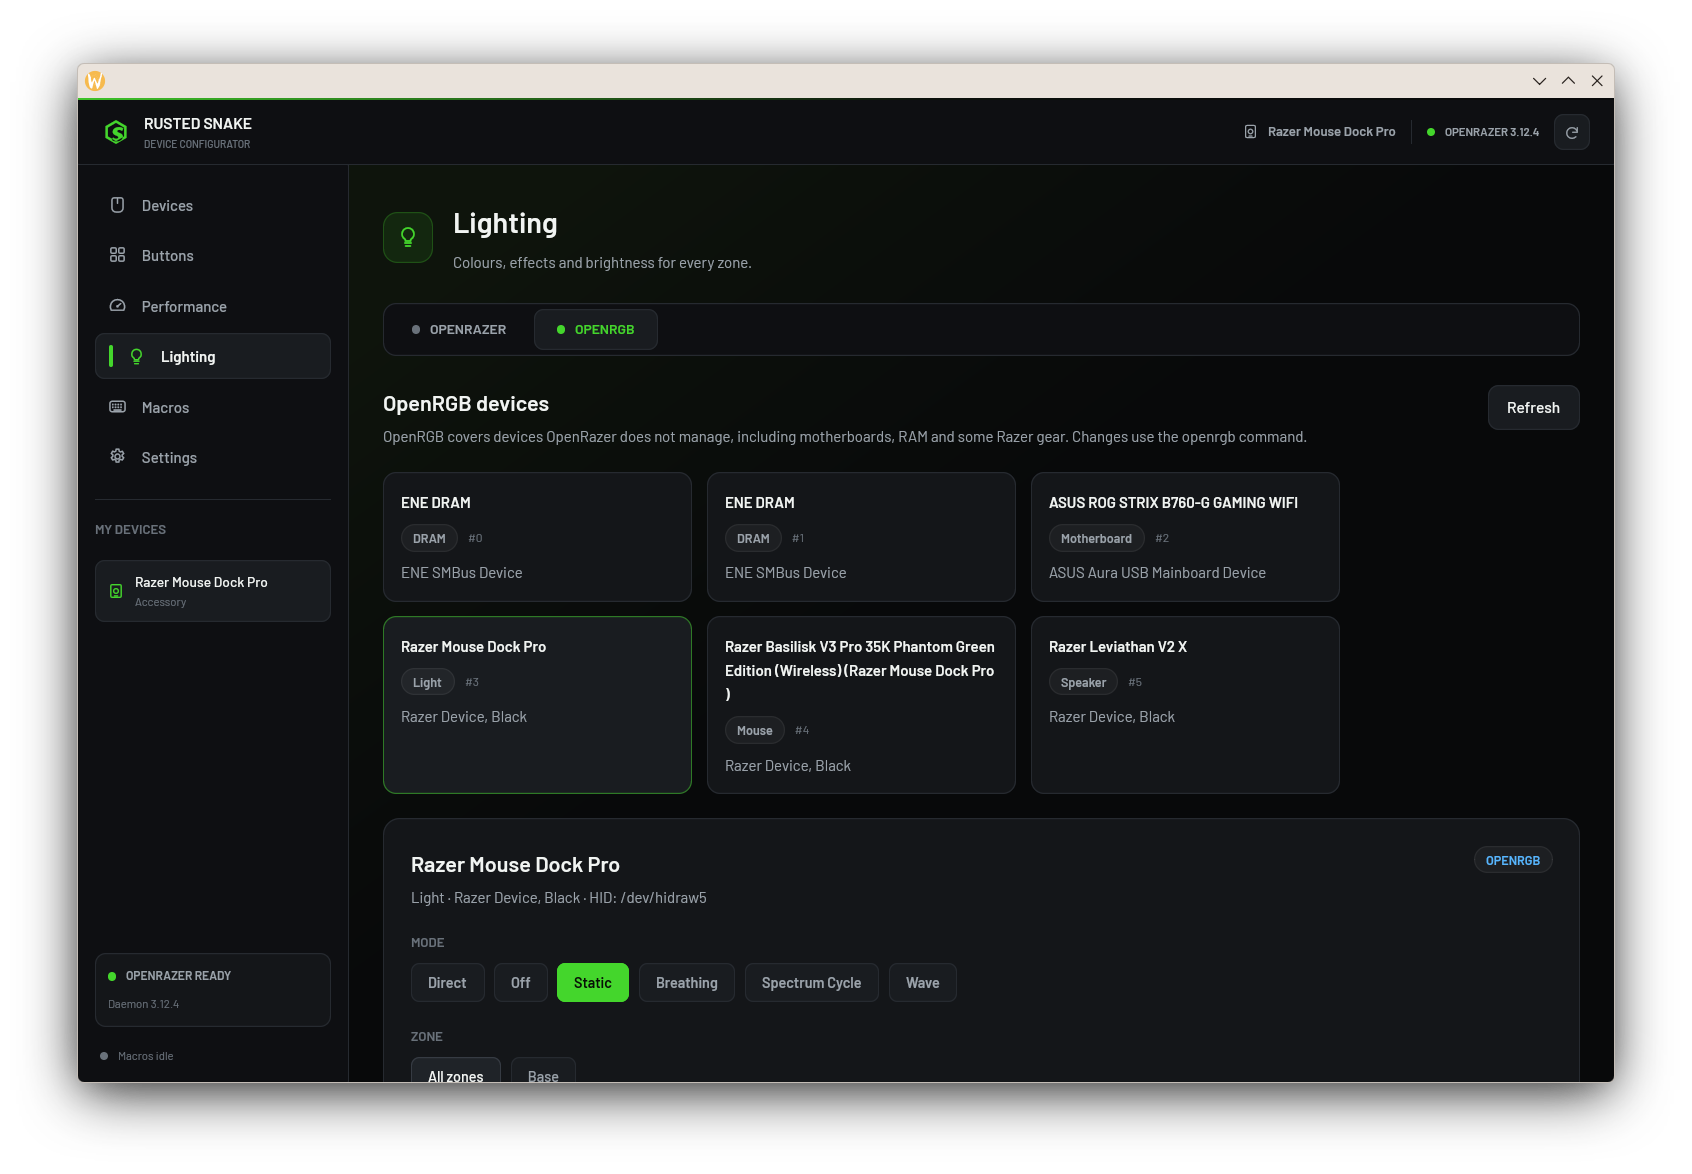 RUSTED SNAKE
DEVICE CONFIGURATOR
Razer Mouse Dock Pro
OPENRAZER 3.12.4
Devices
Buttons
Performance
Lighting
Macros
Settings
MY DEVICES
Razer Mouse Dock Pro
Accessory
OPENRAZER READY
Daemon 3.12.4
Macros idle
Lighting
Colours, effects and brightness for every zone.
OPENRAZER
OPENRGB
OpenRGB devices
OpenRGB covers devices OpenRazer does not manage, including motherboards, RAM and some Razer gear. Changes use the openrgb command.
Refresh
ENE DRAM
DRAM #0
ENE SMBus Device
ENE DRAM
DRAM #1
ENE SMBus Device
ASUS ROG STRIX B760-G GAMING WIFI
Motherboard #2
ASUS Aura USB Mainboard Device
Razer Mouse Dock Pro
Light #3
Razer Device, Black
Razer Basilisk V3 Pro 35K Phantom Green
Edition (Wireless) (Razer Mouse Dock Pro
)
Mouse #4
Razer Device, Black
Razer Leviathan V2 X
Speaker #5
Razer Device, Black
Razer Mouse Dock Pro
OPENRGB
Light · Razer Device, Black · HID: /dev/hidraw5
MODE
Direct Off Static Breathing Spectrum Cycle Wave
ZONE
All zones Base